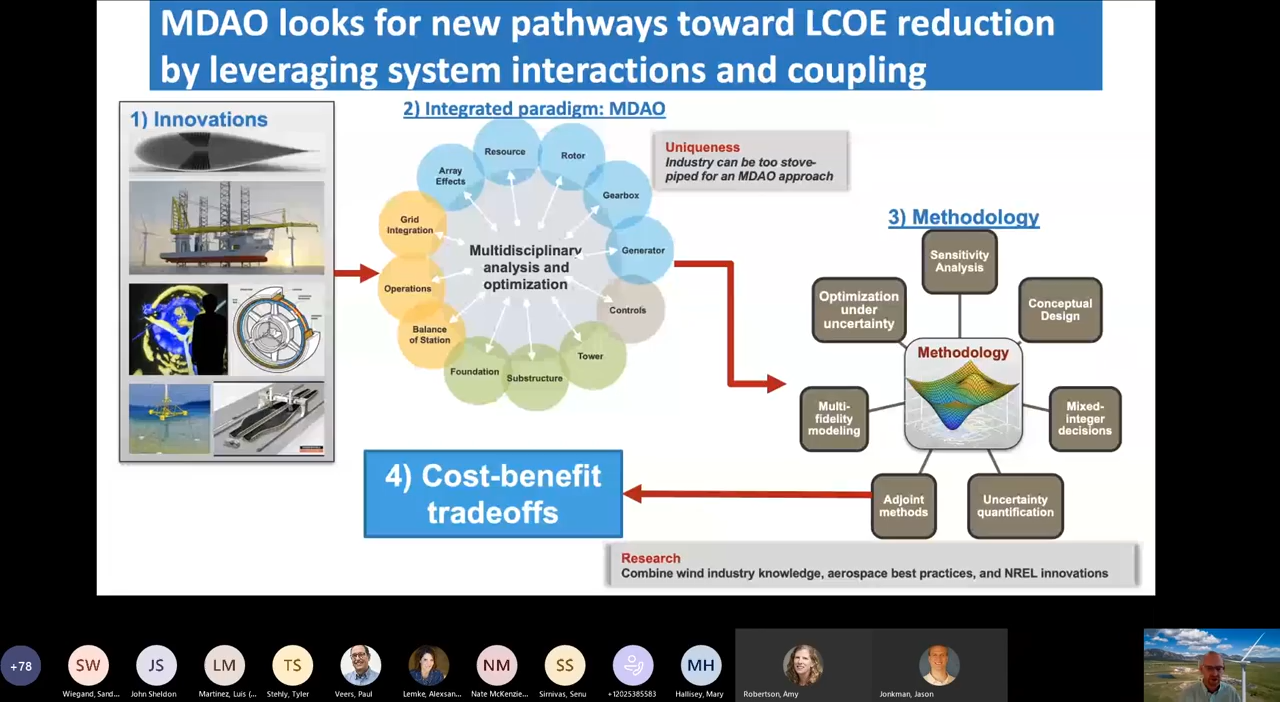 MDAO looks for new pathways toward LCOE reduction
by leveraging system interactions and coupling
1) Innovations
2) Integrated paradigm: MDAO
Resource
Rotor
Array
Effects
Gearbox
Grid
Integration
Generator
Multidisciplinary
analysis and
optimization
Operations
Controls
Balance
of Station
Tower
Foundation
Substructure
Uniqueness
Industry can be too stove-
piped for an MDAO approach
3) Methodology
Sensitivity
Analysis
Optimization
under
uncertainty
Conceptual
Design
Methodology
Multi-
fidelity
modeling
Mixed-
integer
decisions
Adjoint
methods
Uncertainty
quantification
4) Cost-benefit
tradeoffs
Research
Combine wind industry knowledge, aerospace best practices, and NREL innovations
+78
SW
JS
LM
TS
NM
SS
MH
Wiegand, Sand...
John Sheldon
Martinez, Luis (...
Stehly, Tyler
Veers, Paul
Lemke, Alexsan...
Nate McKenzie...
Sirnivas, Senu
+12025385583
Hallisey, Mary
Robertson, Amy
Jonkman, Jason